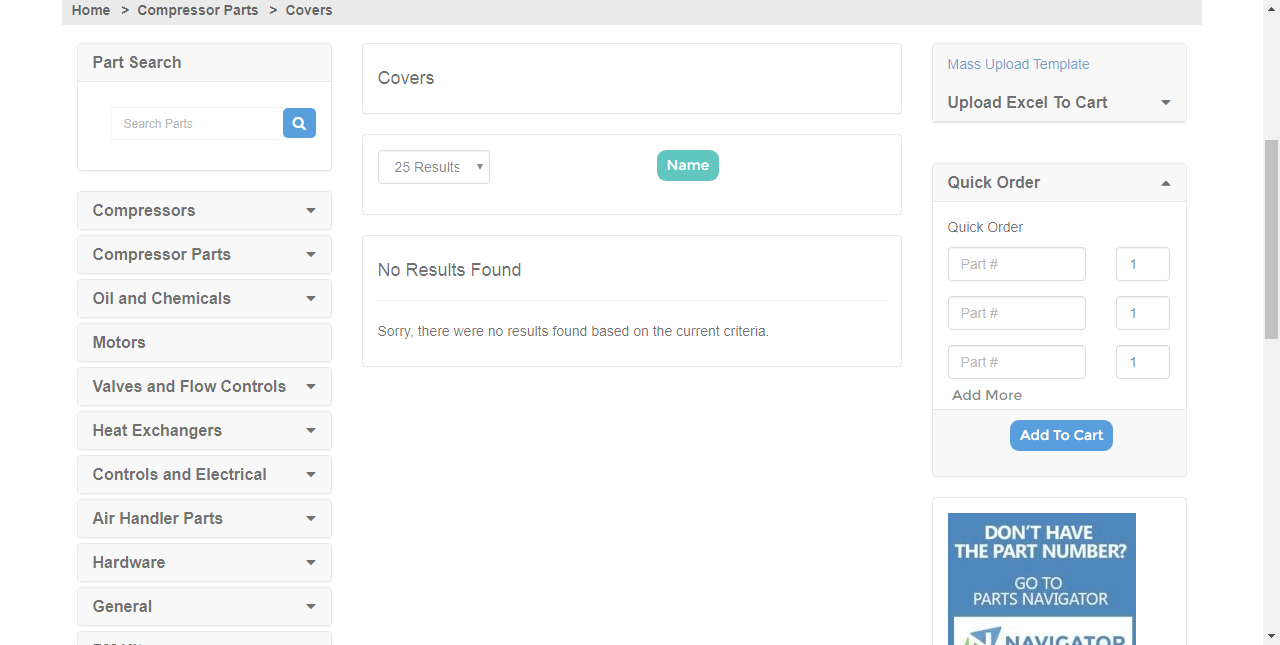 Home > Compressor Parts > Covers
Part Search
Search Parts
Compressors
Compressor Parts
Oil and Chemicals
Motors
Valves and Flow Controls
Heat Exchangers
Controls and Electrical
Air Handler Parts
Hardware
General
Covers
25 Results
Name
No Results Found
Sorry, there were no results found based on the current criteria.
Mass Upload Template
Upload Excel To Cart
Quick Order
Quick Order
Part #
1
Part #
1
Part #
1
Add More
Add To Cart
DON'T HAVE
THE PART NUMBER?
GO TO
PARTS NAVIGATOR
NAVIGATOR